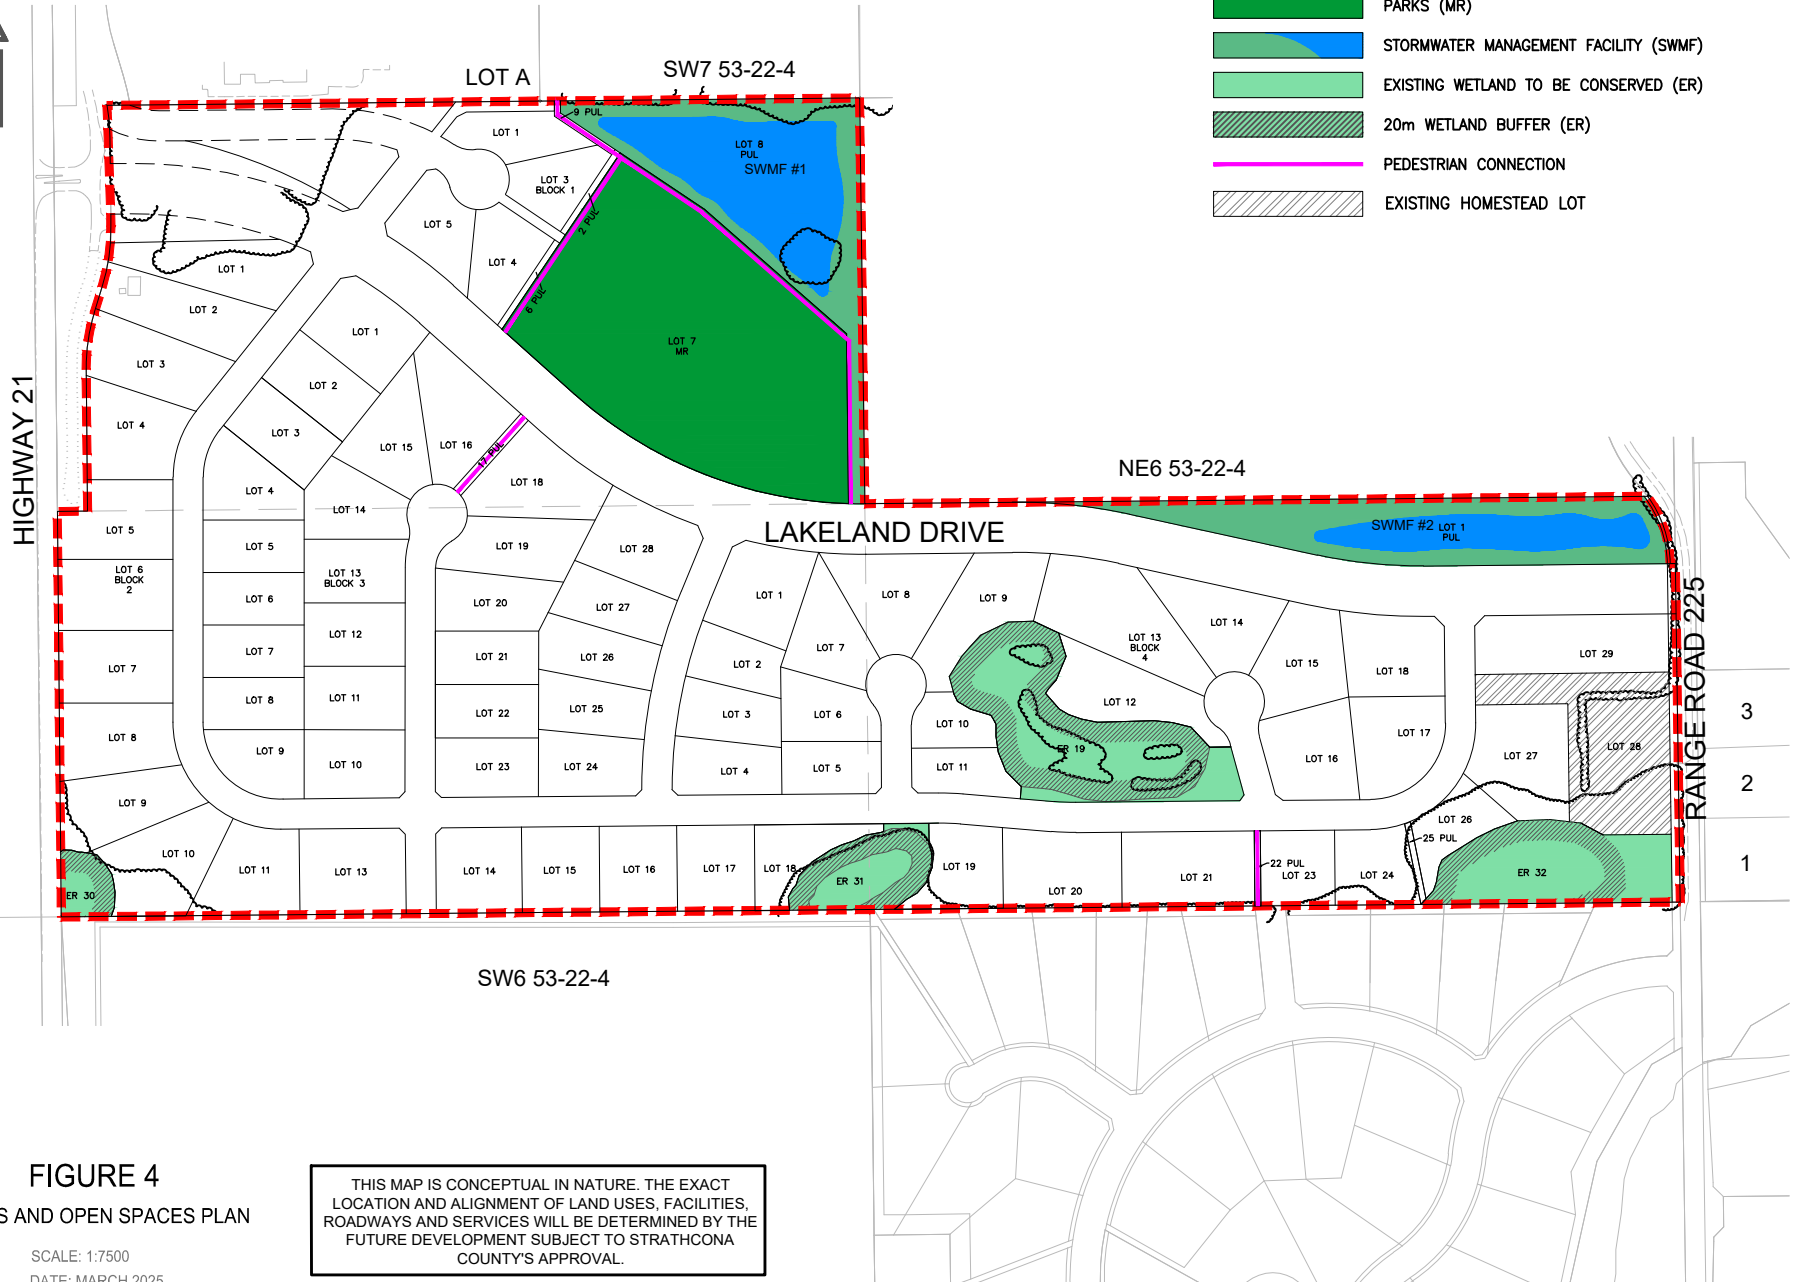 PARKS (MR)
STORMWATER MANAGEMENT FACILITY (SWMF)
EXISTING WETLAND TO BE CONSERVED (ER)
20m WETLAND BUFFER (ER)
PEDESTRIAN CONNECTION
EXISTING HOMESTEAD LOT
LOT A
SW7 53-22-4
9 PUL
LOT 1
LOT 3
BLOCK 1
LOT 8
PUL
SWMF #1
2 PUL
LOT 5
LOT 4
6 PUL
LOT 7
MR
LOT 1
LOT 2
LOT 3
LOT 4
HIGHWAY 21
LOT 1
LOT 2
LOT 3
LOT 15
LOT 16
17 PUL
LOT 18
NE6 53-22-4
LAKELAND DRIVE
SWMF #2
LOT 1
PUL
LOT 5
LOT 6
BLOCK
2
LOT 7
LOT 8
LOT 9
LOT 10
LOT 11
LOT 13
LOT 4
LOT 5
LOT 6
LOT 7
LOT 8
LOT 9
LOT 14
LOT 13
BLOCK 3
LOT 12
LOT 11
LOT 10
LOT 19
LOT 20
LOT 21
LOT 22
LOT 23
LOT 28
LOT 27
LOT 26
LOT 25
LOT 24
LOT 1
LOT 2
LOT 3
LOT 4
LOT 8
LOT 7
LOT 6
LOT 5
LOT 9
LOT 10
LOT 11
ER 19
LOT 13
BLOCK
4
LOT 12
LOT 14
LOT 15
LOT 16
LOT 18
LOT 17
LOT 29
LOT 28
LOT 27
LOT 26
25 PUL
RANGE ROAD 225
3
2
1
ER 30
LOT 14
LOT 15
LOT 16
LOT 17
LOT 18
ER 31
LOT 19
LOT 20
LOT 21
22 PUL
LOT 23
LOT 24
ER 32
SW6 53-22-4
FIGURE 4
AND OPEN SPACES PLAN
SCALE: 1:7500
DATE: MARCH 2025
THIS MAP IS CONCEPTUAL IN NATURE. THE EXACT
LOCATION AND ALIGNMENT OF LAND USES, FACILITIES,
ROADWAYS AND SERVICES WILL BE DETERMINED BY THE
FUTURE DEVELOPMENT SUBJECT TO STRATHCONA
COUNTY'S APPROVAL.